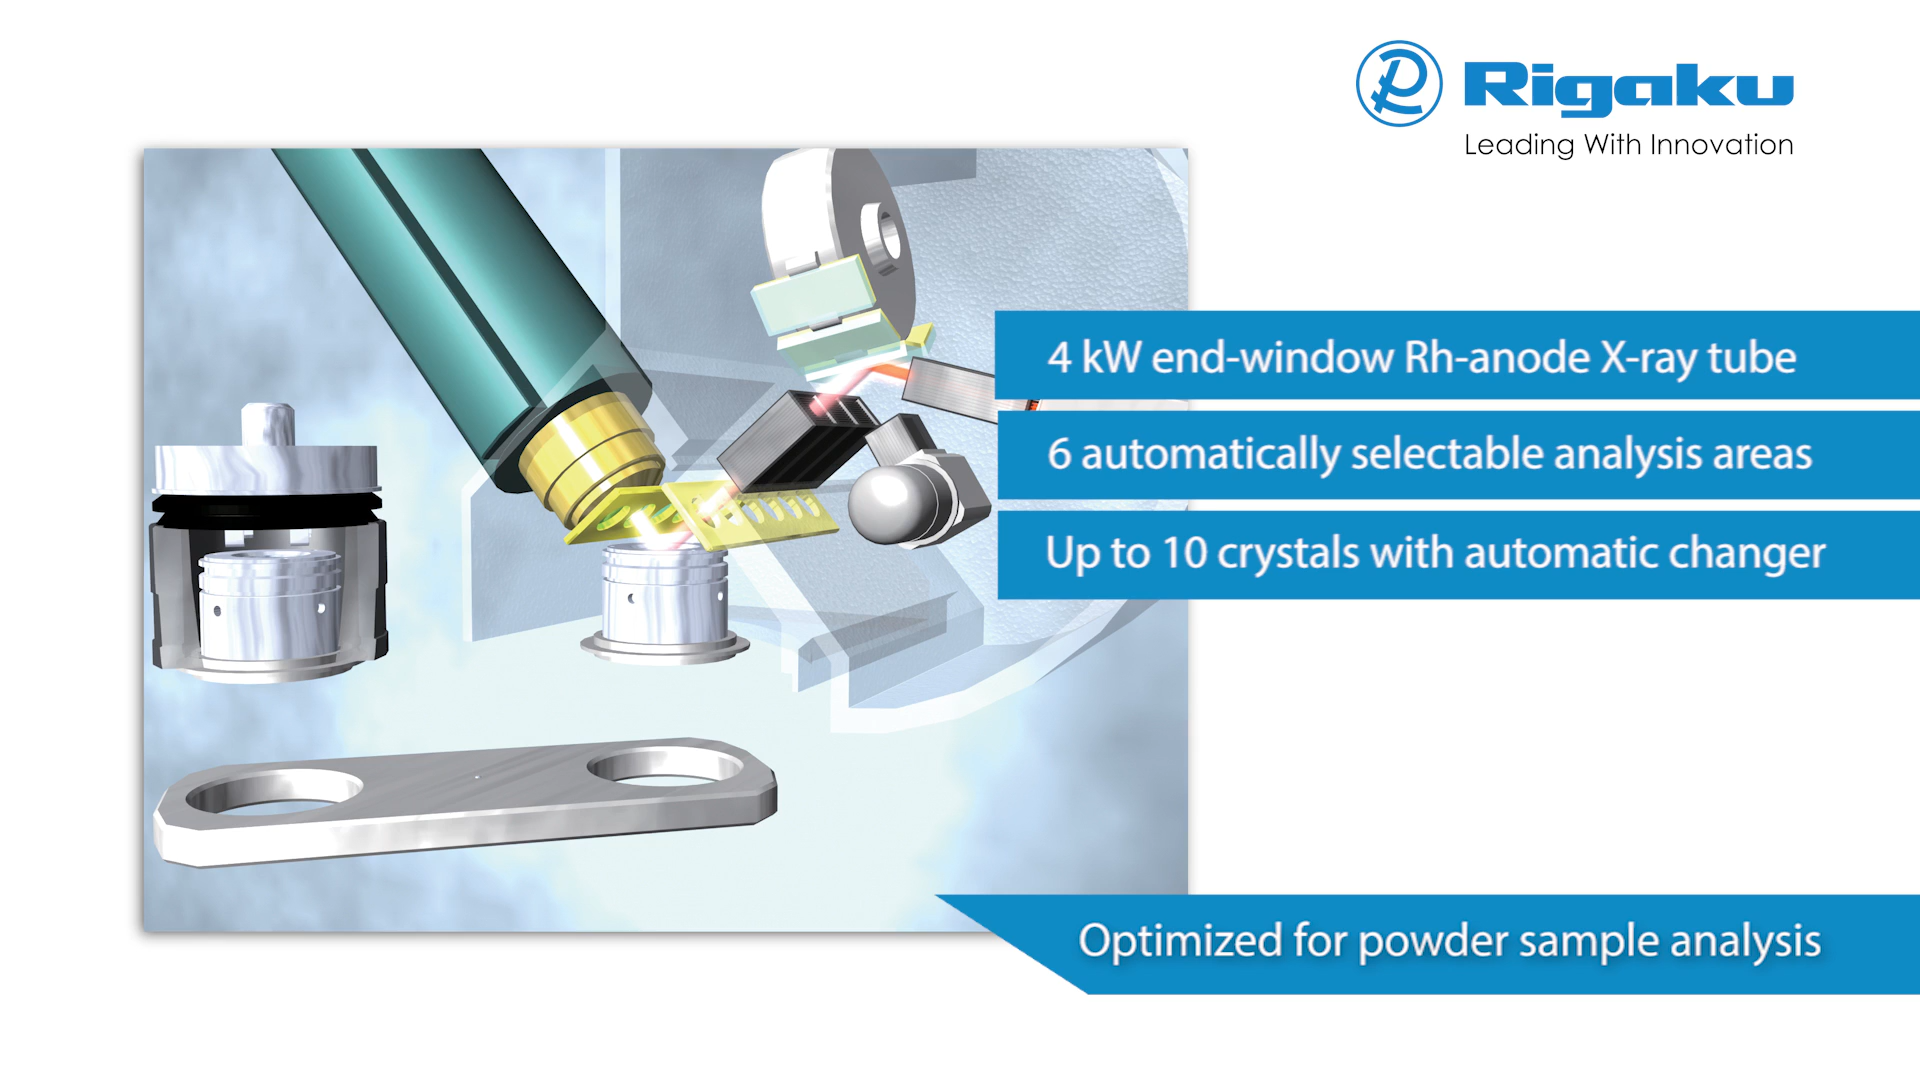 Rigaku
Leading With Innovation
4 kW end-window Rh-anode X-ray tube
6 automatically selectable analysis areas
Up to 10 crystals with automatic changer
Optimized for powder sample analysis